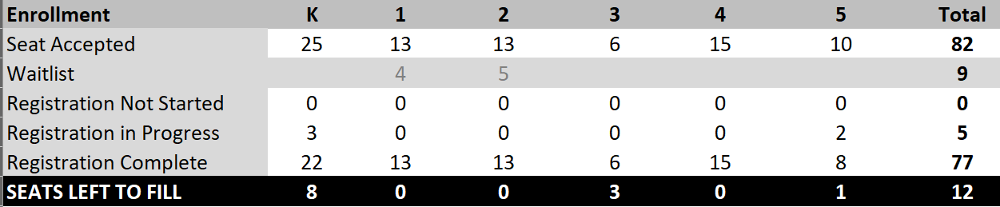 Enrollment K 1 2 3 4 5 Total
Seat Accepted 25 13 13 6 15 10 82
Waitlist 4 5 9
Registration Not Started 0 0 0 0 0 0 0
Registration in Progress 3 0 0 0 0 2 5
Registration Complete 22 13 13 6 15 8 77
SEATS LEFT TO FILL 8 0 0 3 0 1 12